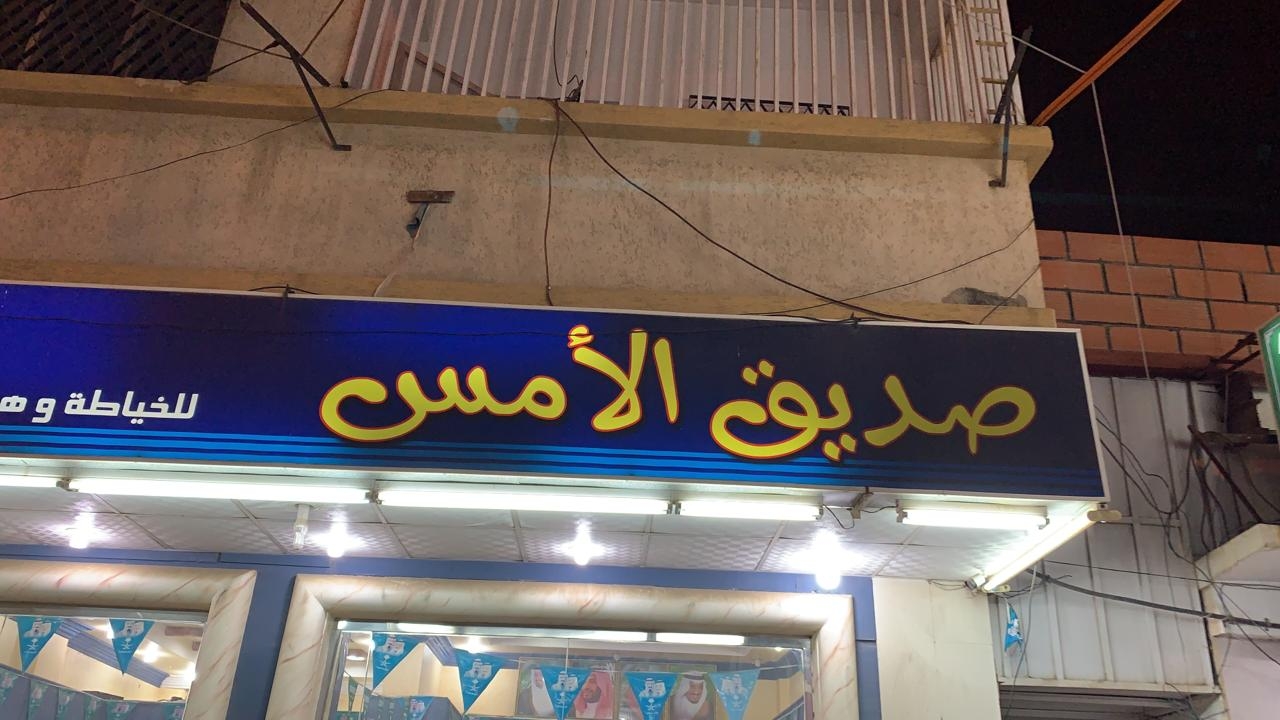 صديق الأمس
للخياطة و